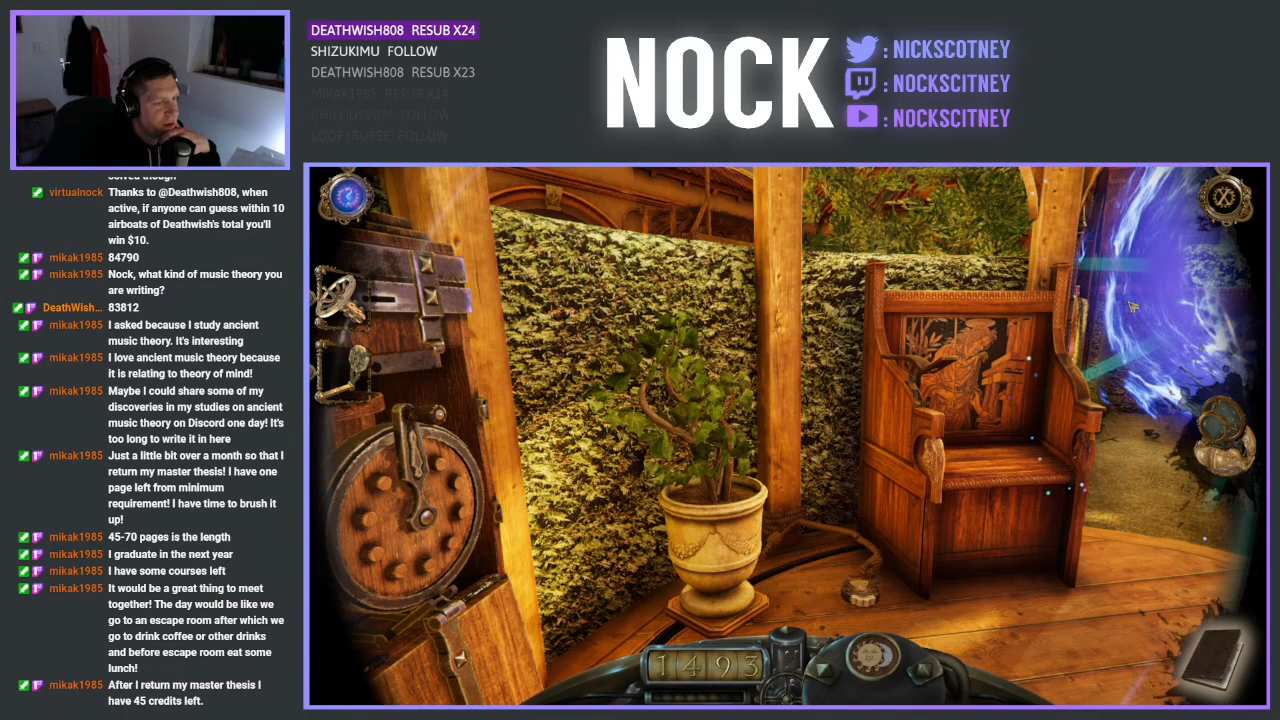 DEATHWISH808 RESUB X24
SHIZUKIMU FOLLOW
DEATHWISH808 RESUB X23
MIKAK1985 RESUB X14
NOCK
: NICKSCOTNEY
: NOCKSCITNEY
: NOCKSCITNEY
solved though
virtualnock Thanks to @Deathwish808, when
active, if anyone can guess within 10
airboats of Deathwish's total you'll
win $10.
mikak1985 84790
mikak1985 Nock, what kind of music theory you
are writing?
DeathWish... 83812
mikak1985 I asked because I study ancient
music theory. It's interesting
mikak1985 I love ancient music theory because
it is relating to theory of mind!
mikak1985 Maybe I could share some of my
discoveries in my studies on ancient
music theory on Discord one day! It's
too long to write it in here
mikak1985 Just a little bit over a month so that I
return my master thesis! I have one
page left from minimum
requirement! I have time to brush it
up!
mikak1985 45-70 pages is the length
mikak1985 I graduate in the next year
mikak1985 I have some courses left
mikak1985 It would be a great thing to meet
together! The day would be like we
go to an escape room after which we
go to drink coffee or other drinks
and before escape room eat some
lunch!
mikak1985 After I return my master thesis I
have 45 credits left.
1493